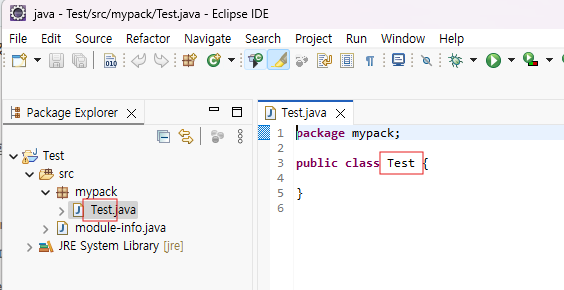 java - Test/src/mypack/Test.java - Eclipse IDE
File Edit Source Refactor Navigate Search Project Run Window Help
Package Explorer
Test
src
mypack
Test.java
module-info.java
JRE System Library [jre]
Test.java
1 package mypack;
2
3 public class Test {
4
5 }
6